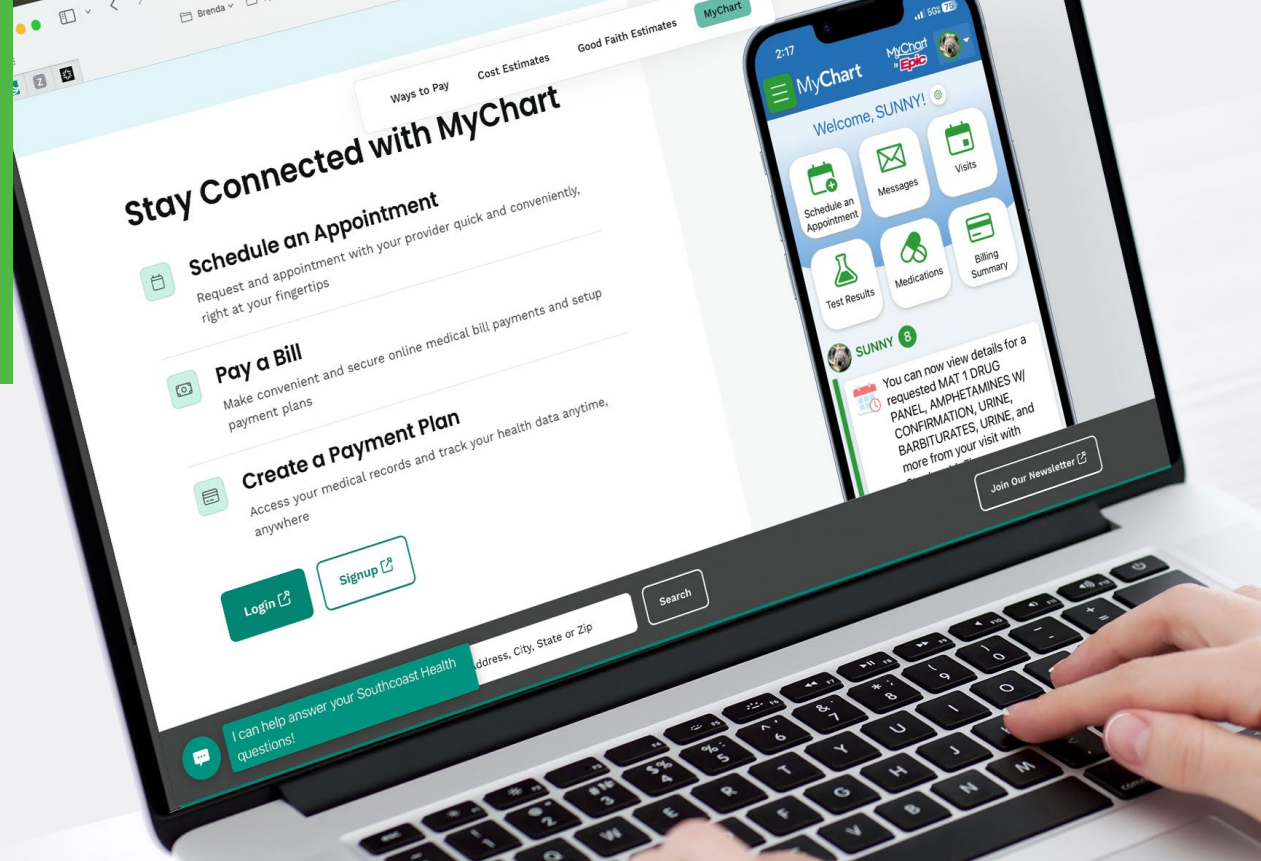 Brenda
Z
Ways to Pay
Cost Estimates
Good Faith Estimates
MyChart
Stay Connected with MyChart
Schedule an Appointment
Request and appointment with your provider quick and conveniently,
right at your fingertips
Pay a Bill
Make convenient and secure online medical bill payments and setup
payment plans
Create a Payment Plan
Access your medical records and track your health data anytime,
anywhere
Login
Signup
2:17
5G
MyChart
MyChart
Epic
Welcome, SUNNY!
Schedule an
Appointment
Messages
Visits
Test Results
Medications
Billing
Summary
SUNNY 8
You can now view details for a
requested MAT 1 DRUG
PANEL, AMPHETAMINES W/
CONFIRMATION, URINE,
BARBITURATES, URINE, and
more from your visit with
Join Our Newsletter
ddress, City, State or Zip
Search
I can help answer your Southcoast Health
questions!